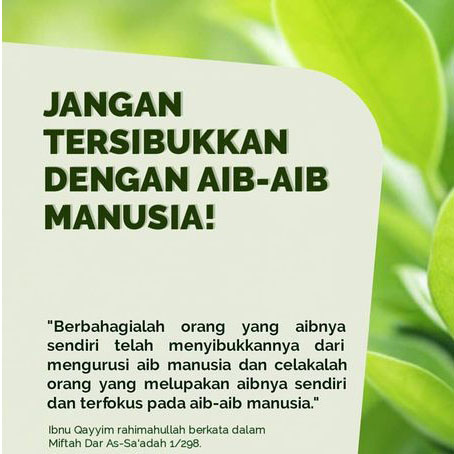 JANGAN
TERSIBUKKAN
DENGAN AIB-AIB
MANUSIA!
"Berbahagialah orang yang aibnya
sendiri telah menyibukkannya dari
mengurusi aib manusia dan celakalah
orang yang melupakan aibnya sendiri
dan terfokus pada aib-aib manusia."
Ibnu Qayyim rahimahullah berkata dalam
Miftah Dar As-Sa'adah 1/298.